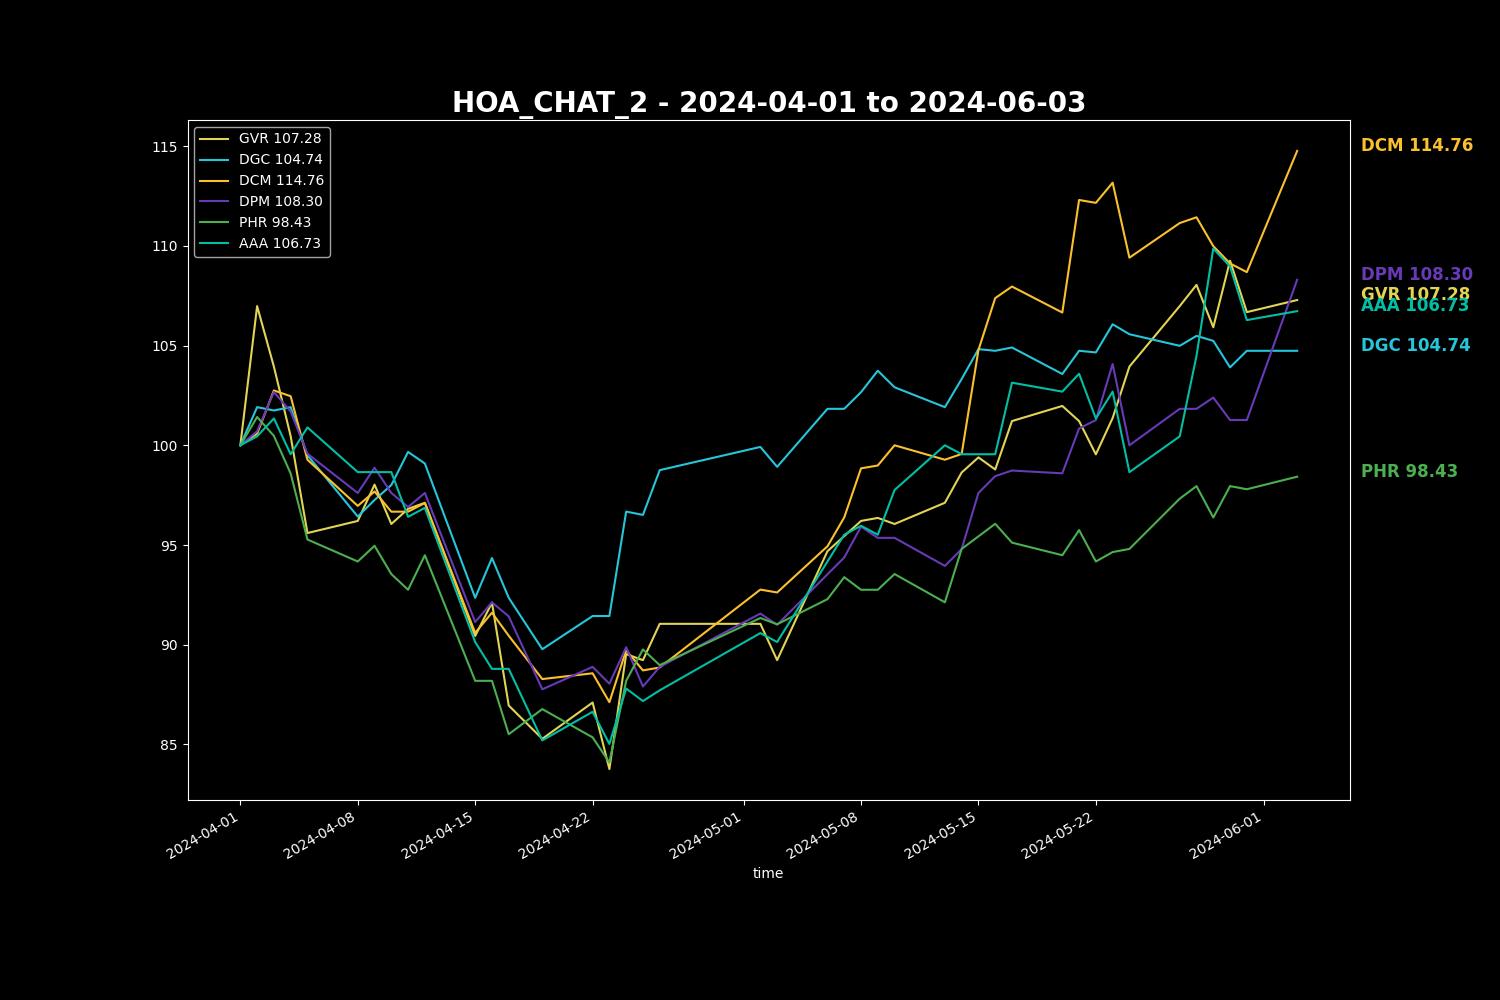 HOA_CHAT_2 - 2024-04-01 to 2024-06-03
GVR 107.28
DGC 104.74
DCM 114.76
DPM 108.30
PHR 98.43
AAA 106.73
115
110
105
100
95
90
85
DCM 114.76
DPM 108.30
GVR 107.28
AAA 106.73
DGC 104.74
PHR 98.43
2024-04-01
2024-04-08
2024-04-15
2024-04-22
2024-05-01
2024-05-08
2024-05-15
2024-05-22
2024-06-01
time